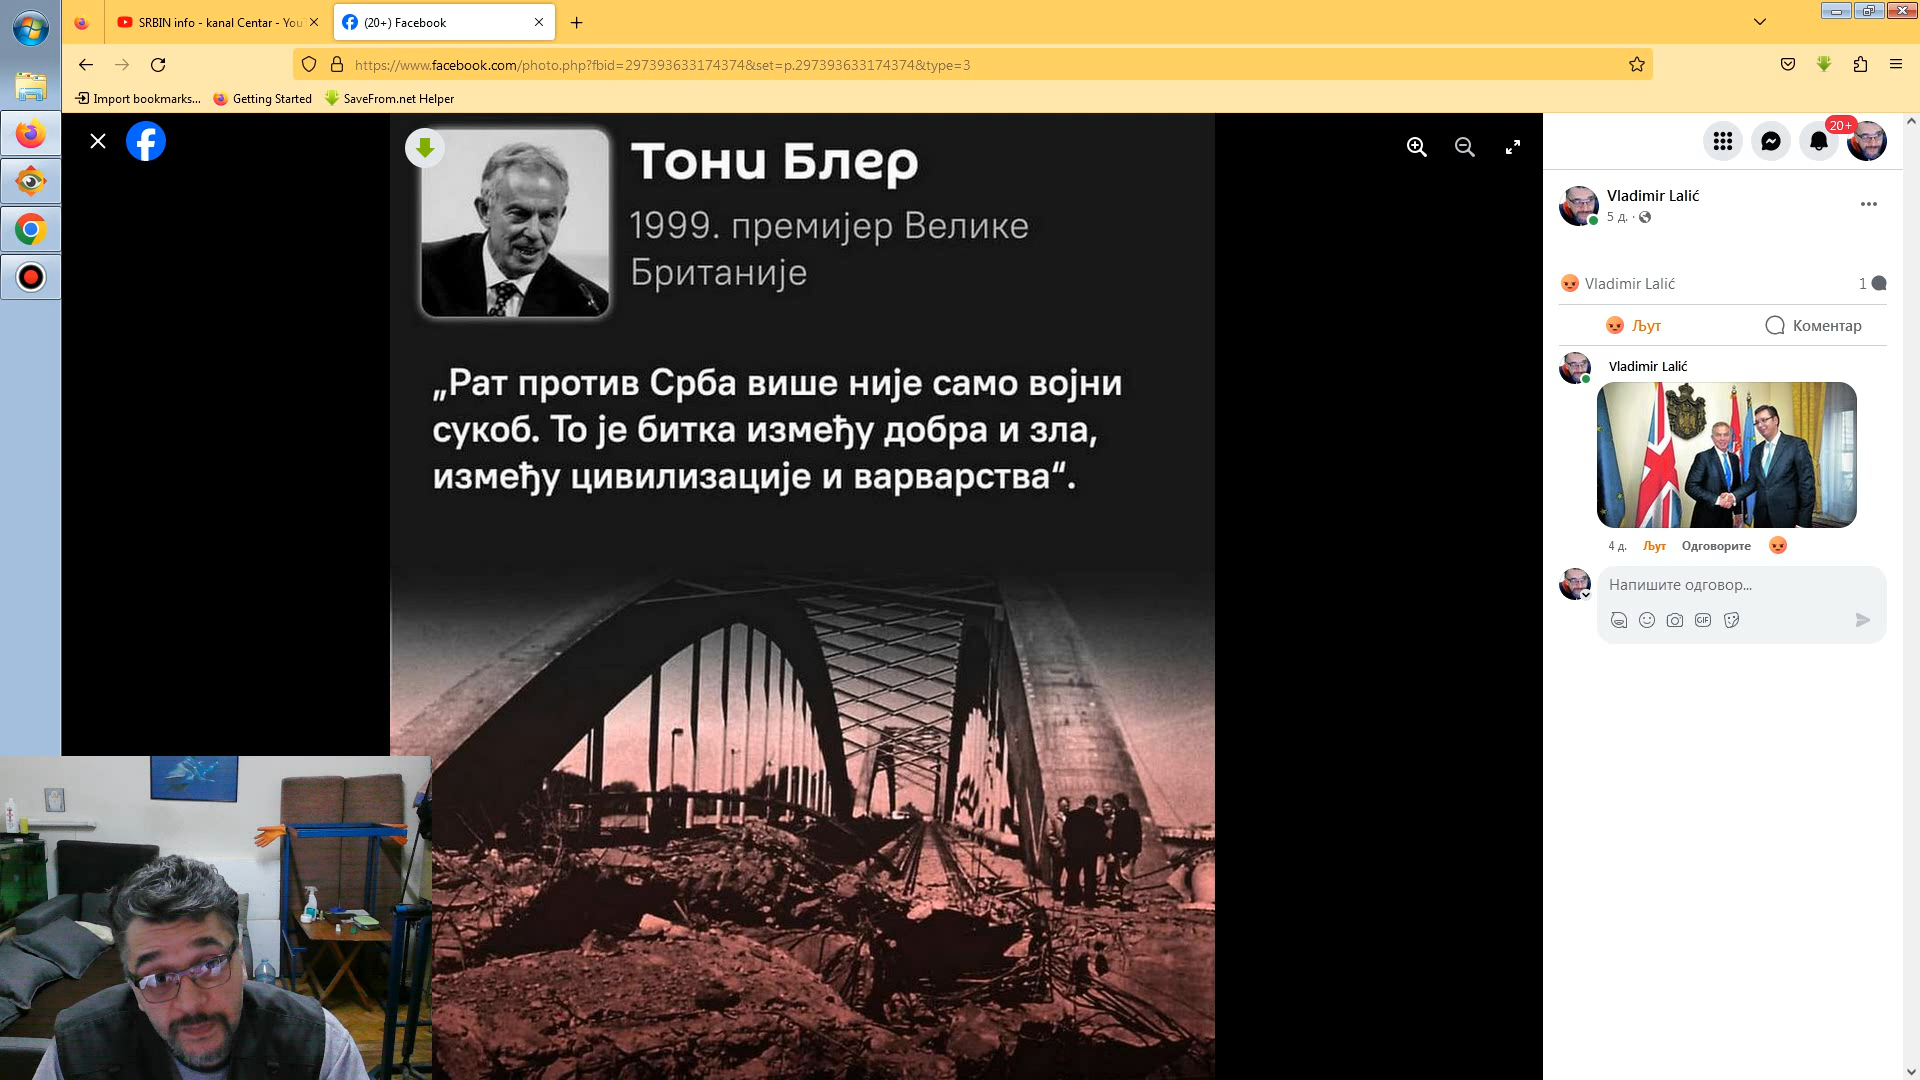 SRBIN info - kanal Centar - You
(20+) Facebook
https://www.facebook.com/photo.php?fbid=297393633174374&set=p.297393633174374&type=3
Import bookmarks...
Getting Started
SaveFrom.net Helper
Тони Блер
1999. премијер Велике
Британије
„Рат против Срба више није само војни
сукоб. То је битка између добра и зла,
између цивилизације и варварства“.
20+
Vladimir Lalić
5 д. ·
Vladimir Lalić
1
Љут
Коментар
Vladimir Lalić
4 д. Љут Одговорите
Напишите одговор...
GIF